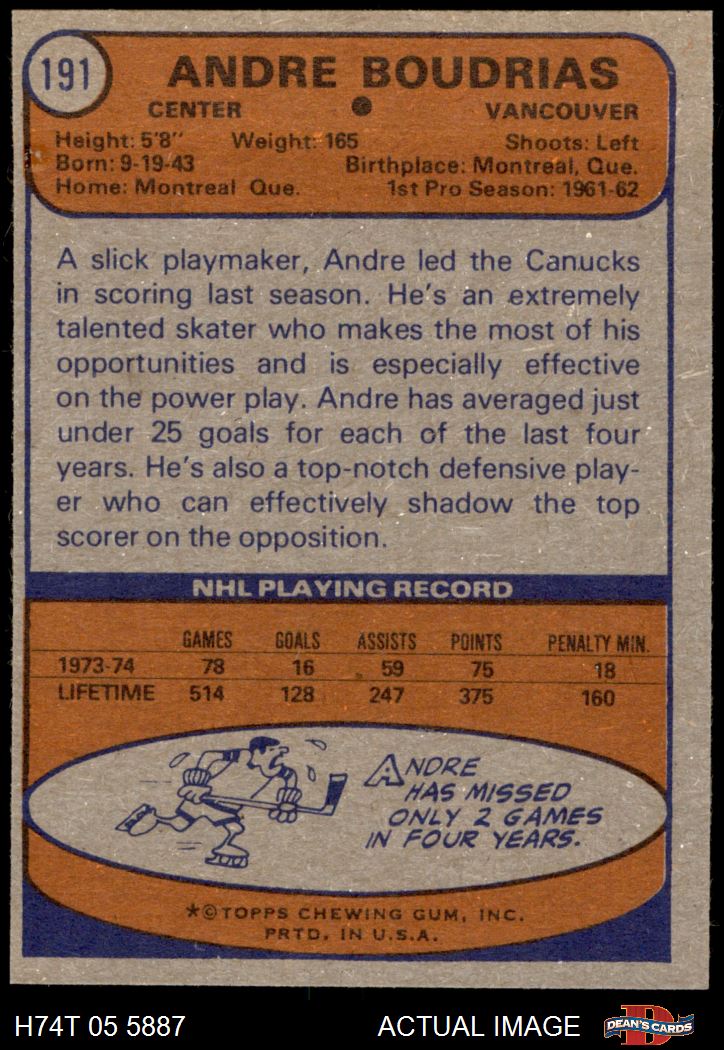 191
ANDRE BOUDRIAS
CENTER ● VANCOUVER
Height: 5'8" Weight: 165 Shoots: Left
Born: 9-19-43 Birthplace: Montreal, Que.
Home: Montreal Que. 1st Pro Season: 1961-62
A slick playmaker, Andre led the Canucks
in scoring last season. He's an extremely
talented skater who makes the most of his
opportunities and is especially effective
on the power play. Andre has averaged just
under 25 goals for each of the last four
years. He's also a top-notch defensive play-
er who can effectively shadow the top
scorer on the opposition.
NHL PLAYING RECORD
GAMES GOALS ASSISTS POINTS PENALTY MIN.
1973-74 78 16 59 75 18
LIFETIME 514 128 247 375 160
ANDRE
HAS MISSED
ONLY 2 GAMES
IN FOUR YEARS.
*©TOPPS CHEWING GUM, INC.
PRTD. IN U.S.A.
H74T 05 5887 ACTUAL IMAGE D DEAN'S CARDS